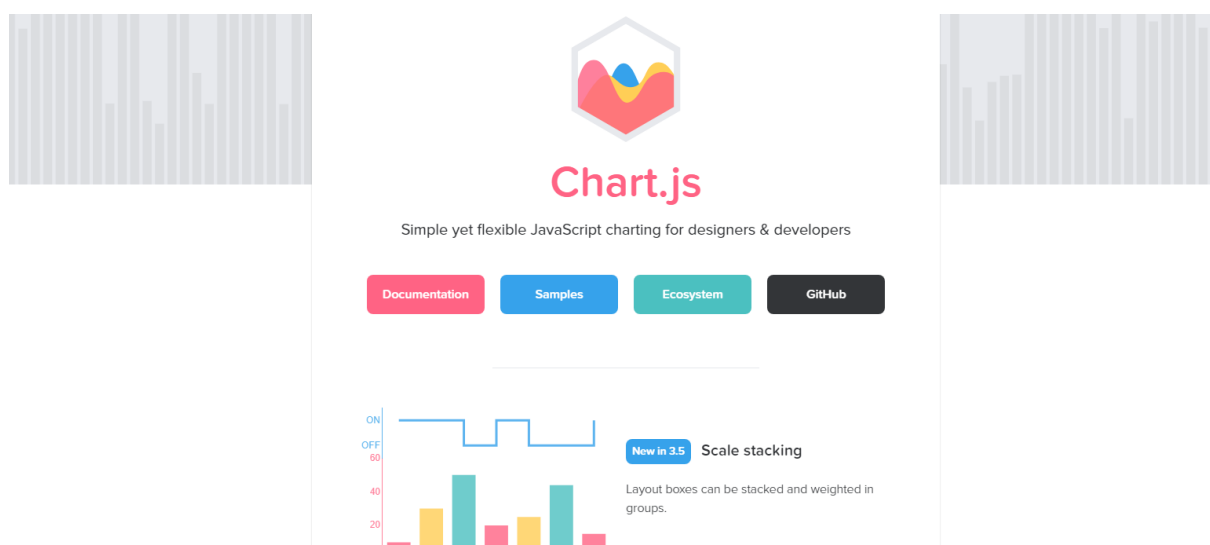 Chart.js
Simple yet flexible JavaScript charting for designers & developers
Documentation
Samples
Ecosystem
GitHub
ON
OFF
60
40
20
New in 3.5
Scale stacking
Layout boxes can be stacked and weighted in
groups.